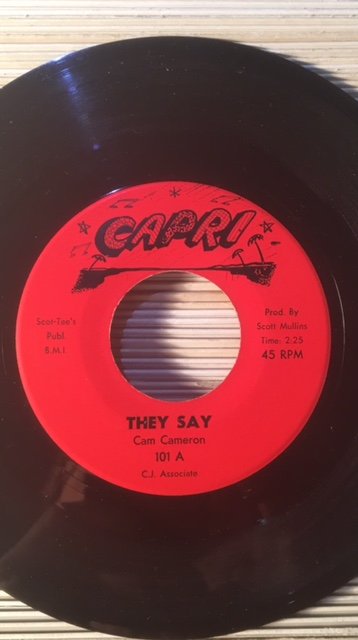 CAPRI
Scot-Tee's
Publ.
B.M.I.
Prod. By
Scott Mullins
Time: 2:25
45 RPM
THEY SAY
Cam Cameron
101 A
C.J. Associate